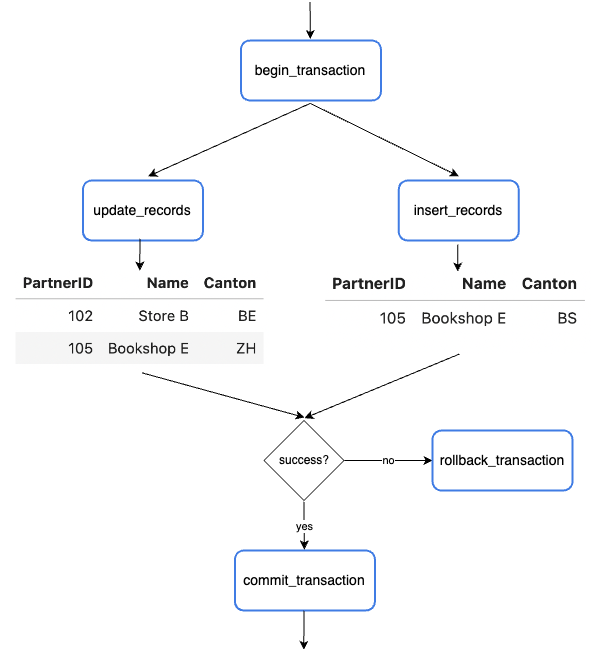 begin_transaction
update_records
insert_records
PartnerID Name Canton
102 Store B BE
105 Bookshop E ZH
PartnerID Name Canton
105 Bookshop E BS
success?
no
rollback_transaction
yes
commit_transaction